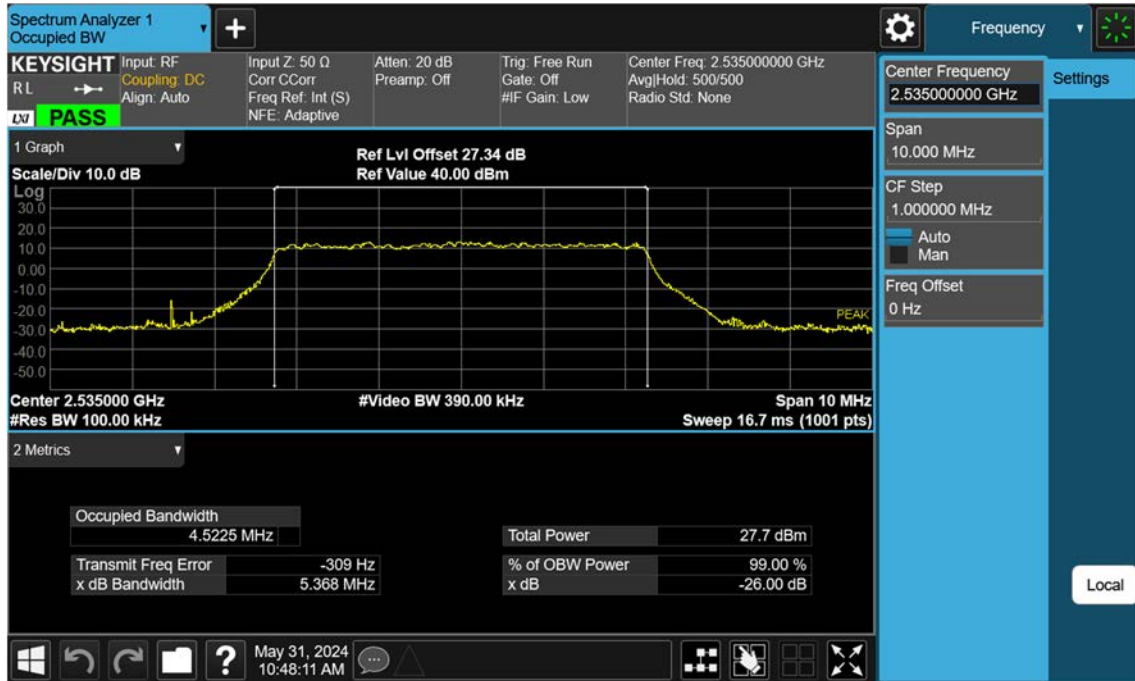 Spectrum Analyzer 1
Occupied BW
+
Frequency
KEYSIGHT
R L
LXI PASS
Input: RF
Coupling: DC
Align: Auto
Input Z: 50 Ω
Corr CCorr
Freq Ref: Int (S)
NFE: Adaptive
Atten: 20 dB
Preamp: Off
Trig: Free Run
Gate: Off
#IF Gain: Low
Center Freq: 2.535000000 GHz
Avg|Hold: 500/500
Radio Std: None
Center Frequency
2.535000000 GHz
Settings
Span
10.000 MHz
CF Step
1.000000 MHz
Auto
Man
Freq Offset
0 Hz
Local
1 Graph
Scale/Div 10.0 dB
Ref Lvl Offset 27.34 dB
Ref Value 40.00 dBm
Log
30.0
20.0
10.0
0.00
-10.0
-20.0
-30.0
-40.0
-50.0
PEAK
Center 2.535000 GHz
#Video BW 390.00 kHz
Span 10 MHz
#Res BW 100.00 kHz
Sweep 16.7 ms (1001 pts)
2 Metrics
Occupied Bandwidth
4.5225 MHz
Total Power 27.7 dBm
Transmit Freq Error -309 Hz
% of OBW Power 99.00 %
x dB Bandwidth 5.368 MHz
x dB -26.00 dB
?
May 31, 2024
10:48:11 AM